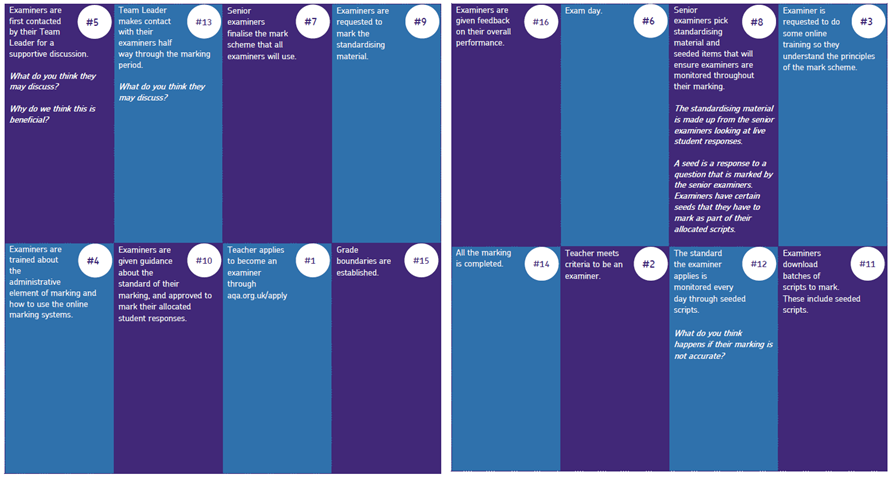 Examiners are
first contacted
by their Team
Leader for a
supportive discussion.
What do you think they
may discuss?
Why do we think this is
beneficial?
#5
Team Leader
makes contact
with their
examiners half
way through the marking
period.
What do you think they
may discuss?
#13
Senior
examiners
finalise the mark
scheme that all
examiners will use.
#7
Examiners are
requested to
mark the
standardising
material.
#9
Examiners are
trained about
the
administrative
element of marking and
how to use the online
marking systems.
#4
Examiners are
given guidance
about the
standard of their
marking, and approved to
mark their allocated
student responses.
#10
Teacher applies
to become an
examiner
through
aqa.org.uk/apply
#1
Grade
boundaries are
established.
#15
Examiners are
given feedback
on their overall
performance.
#16
Exam day.
#6
Senior
examiners pick
standardising
material and
seeded items that will
ensure examiners are
monitored throughout
their marking.
The standardising material
is made up from the senior
examiners looking at live
student responses.
A seed is a response to a
question that is marked by
the senior examiners.
Examiners have certain
seeds that they have to
mark as part of their
allocated scripts.
#8
Examiner is
requested to do
some online
training so they
understand the principles
of the mark scheme.
#3
All the marking
is completed.
#14
Teacher meets
criteria to be an
examiner.
#2
The standard
the examiner
applies is
monitored every
day through seeded
scripts.
What do you think
happens if their marking is
not accurate?
#12
Examiners
download
batches of
scripts to mark.
These include seeded
scripts.
#11